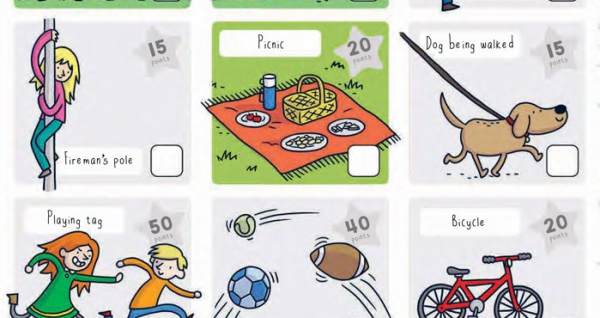 15
points
Fireman's pole
Picnic
20
points
Dog being walked
15
points
Playing tag
50
points
40
points
Bicycle
20
points